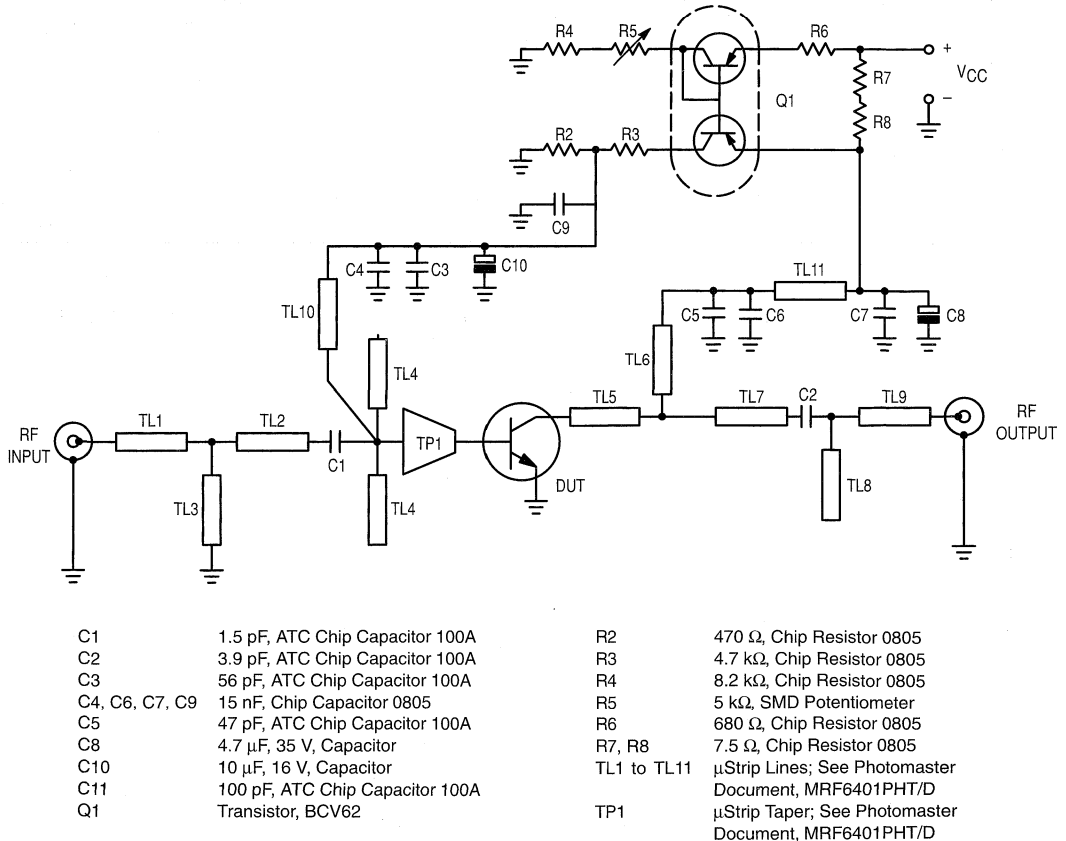 R4
R5
R6
+
VCC
R7
−
Q1
R8
R2
R3
C9
C4
C3
C10
TL11
TL10
C5
C6
C7
C8
TL4
TL6
TL5
TL7
C2
TL9
RF
OUTPUT
RF
INPUT
TL1
TL2
C1
TP1
DUT
TL3
TL4
TL8
C1 1.5 pF, ATC Chip Capacitor 100A
C2 3.9 pF, ATC Chip Capacitor 100A
C3 56 pF, ATC Chip Capacitor 100A
C4, C6, C7, C9 15 nF, Chip Capacitor 0805
C5 47 pF, ATC Chip Capacitor 100A
C8 4.7 μF, 35 V, Capacitor
C10 10 μF, 16 V, Capacitor
C11 100 pF, ATC Chip Capacitor 100A
Q1 Transistor, BCV62
R2 470 Ω, Chip Resistor 0805
R3 4.7 kΩ, Chip Resistor 0805
R4 8.2 kΩ, Chip Resistor 0805
R5 5 kΩ, SMD Potentiometer
R6 680 Ω, Chip Resistor 0805
R7, R8 7.5 Ω, Chip Resistor 0805
TL1 to TL11 μStrip Lines; See Photomaster
Document, MRF6401PHT/D
TP1 μStrip Taper; See Photomaster
Document, MRF6401PHT/D